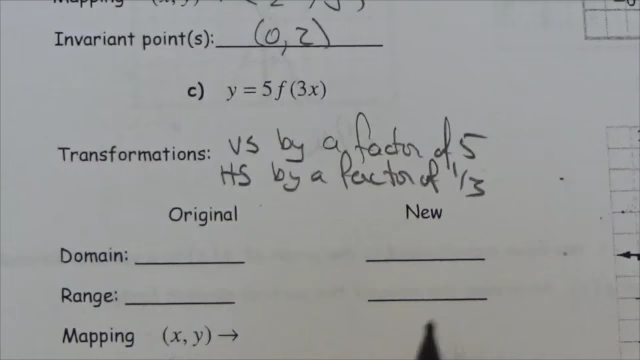 Invariant point(s): (0, 2)
c) y = 5f(3x)
Transformations: VS by a factor of 5
HS by a factor of 1/3
Original New
Domain:
Range:
Mapping (x, y) →